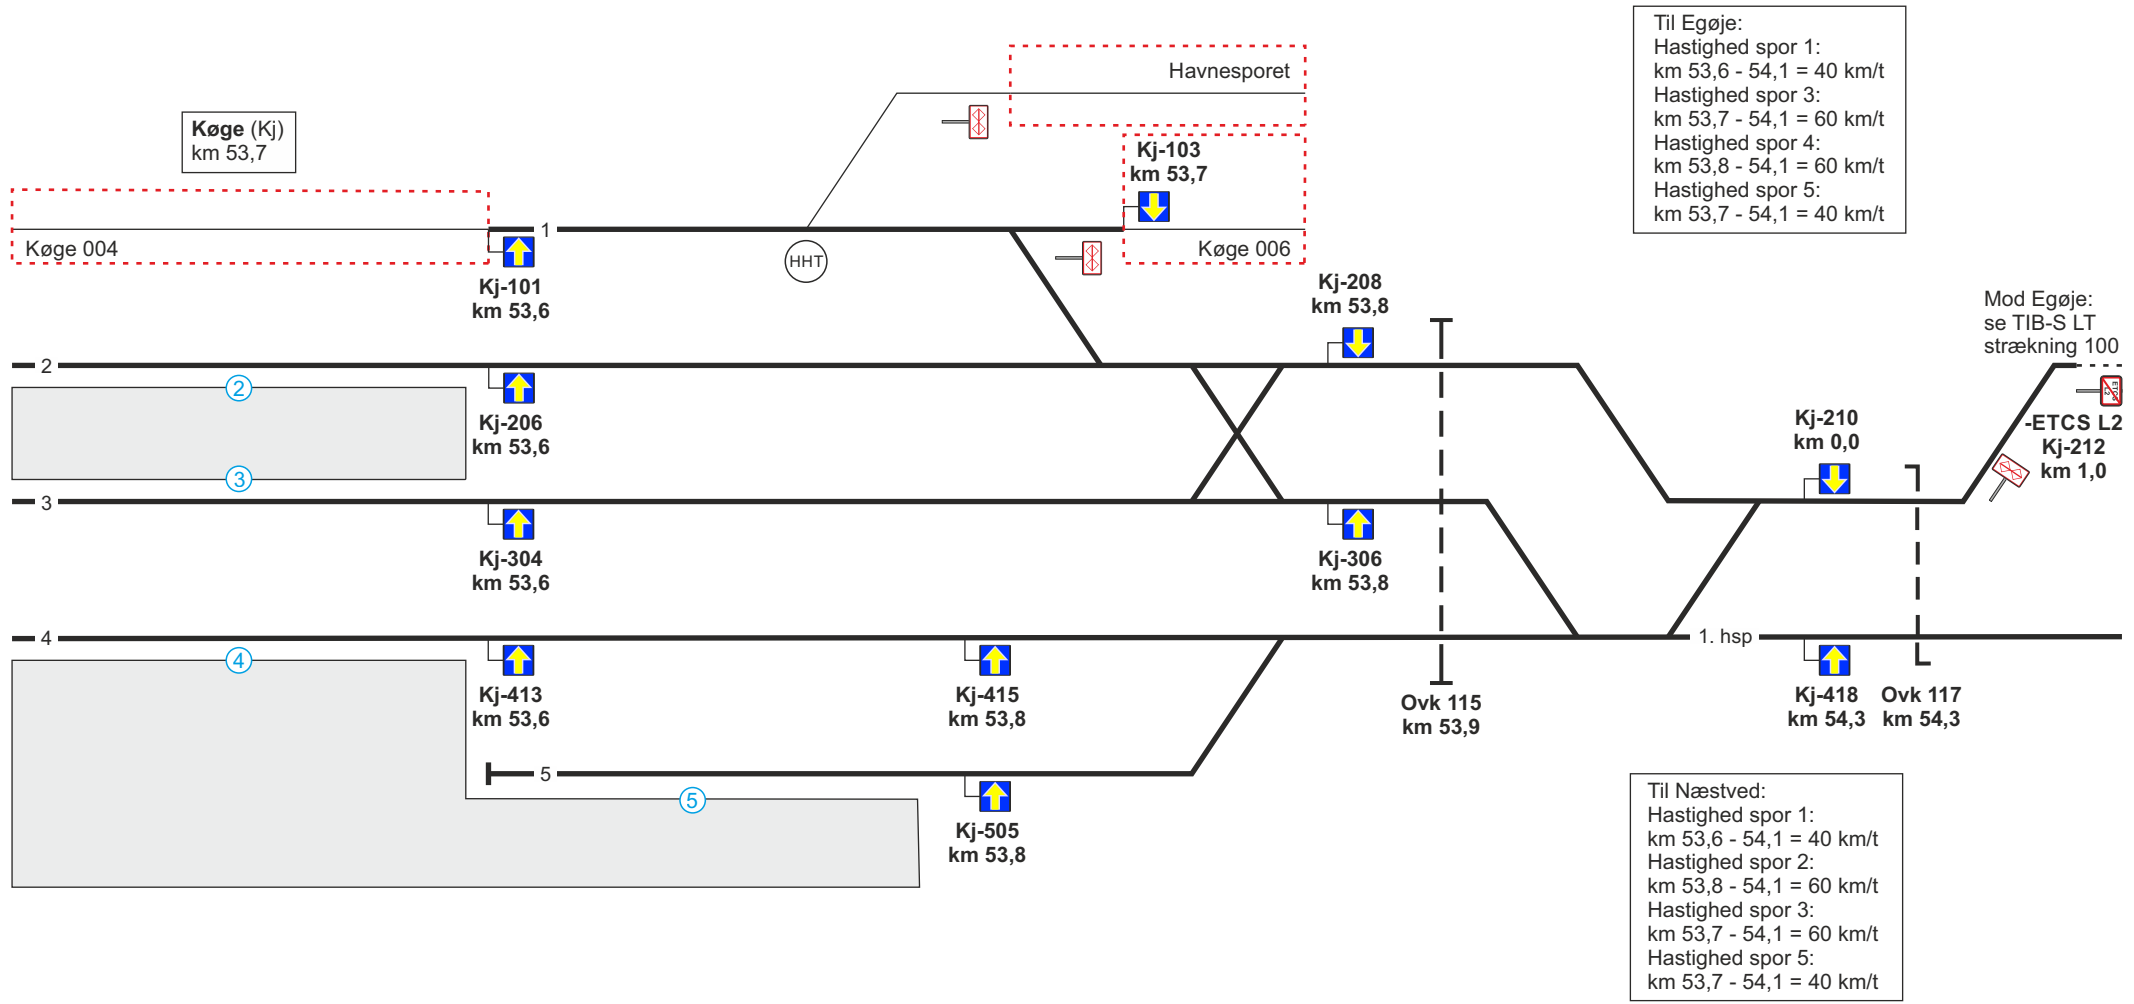 Til Egøje:
Hastighed spor 1:
km 53,6 - 54,1 = 40 km/t
Hastighed spor 3:
km 53,7 - 54,1 = 60 km/t
Hastighed spor 4:
km 53,8 - 54,1 = 60 km/t
Hastighed spor 5:
km 53,7 - 54,1 = 40 km/t
Havnesporet
Køge (Kj)
km 53,7
Kj-103
km 53,7
1
Køge 004
HHT
Køge 006
Kj-101
km 53,6
Kj-208
km 53,8
Mod Egøje:
se TIB-S LT
strækning 100
2
2
Kj-206
km 53,6
ETCS
L2
-ETCS L2
Kj-212
km 1,0
Kj-210
km 0,0
3
3
Kj-304
km 53,6
Kj-306
km 53,8
4
1. hsp
4
Kj-413
km 53,6
Kj-415
km 53,8
Ovk 115
km 53,9
Kj-418
km 54,3
Ovk 117
km 54,3
5
5
Kj-505
km 53,8
Til Næstved:
Hastighed spor 1:
km 53,6 - 54,1 = 40 km/t
Hastighed spor 2:
km 53,8 - 54,1 = 60 km/t
Hastighed spor 3:
km 53,7 - 54,1 = 60 km/t
Hastighed spor 5:
km 53,7 - 54,1 = 40 km/t